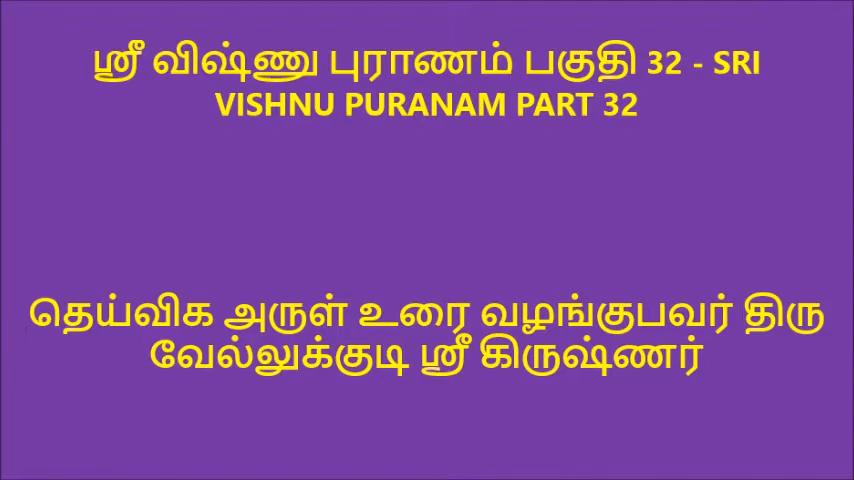 ஸ்ரீ விஷ்ணு புராணம் பகுதி 32 - SRI
VISHNU PURANAM PART 32
தெய்விக அருள் உரை வழங்குபவர் திரு
வேல்லுக்குடி ஸ்ரீ கிருஷ்ணர்